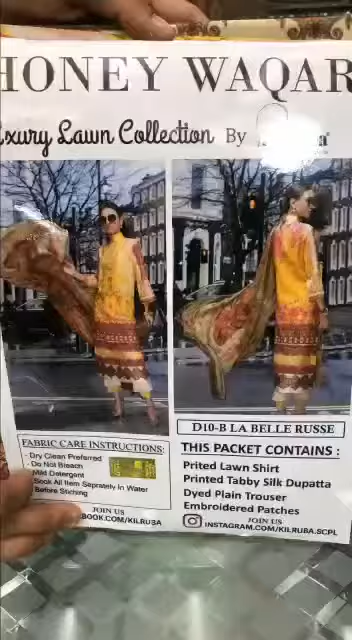 HONEY WAQAR
Luxury Lawn Collection By
D10-B LA BELLE RUSSE
FABRIC CARE INSTRUCTIONS:
- Dry Clean Preferred
- Do Not Bleach
- Mild Detergent
- Sock All Item Seprately In Water
Before Stiching
THIS PACKET CONTAINS :
Prited Lawn Shirt
Printed Tabby Silk Dupatta
Dyed Plain Trouser
Embroidered Patches
JOIN US
BOOK.COM/KILRUBA
JOIN US
INSTAGRAM.COM/KILRUBA.SCPL